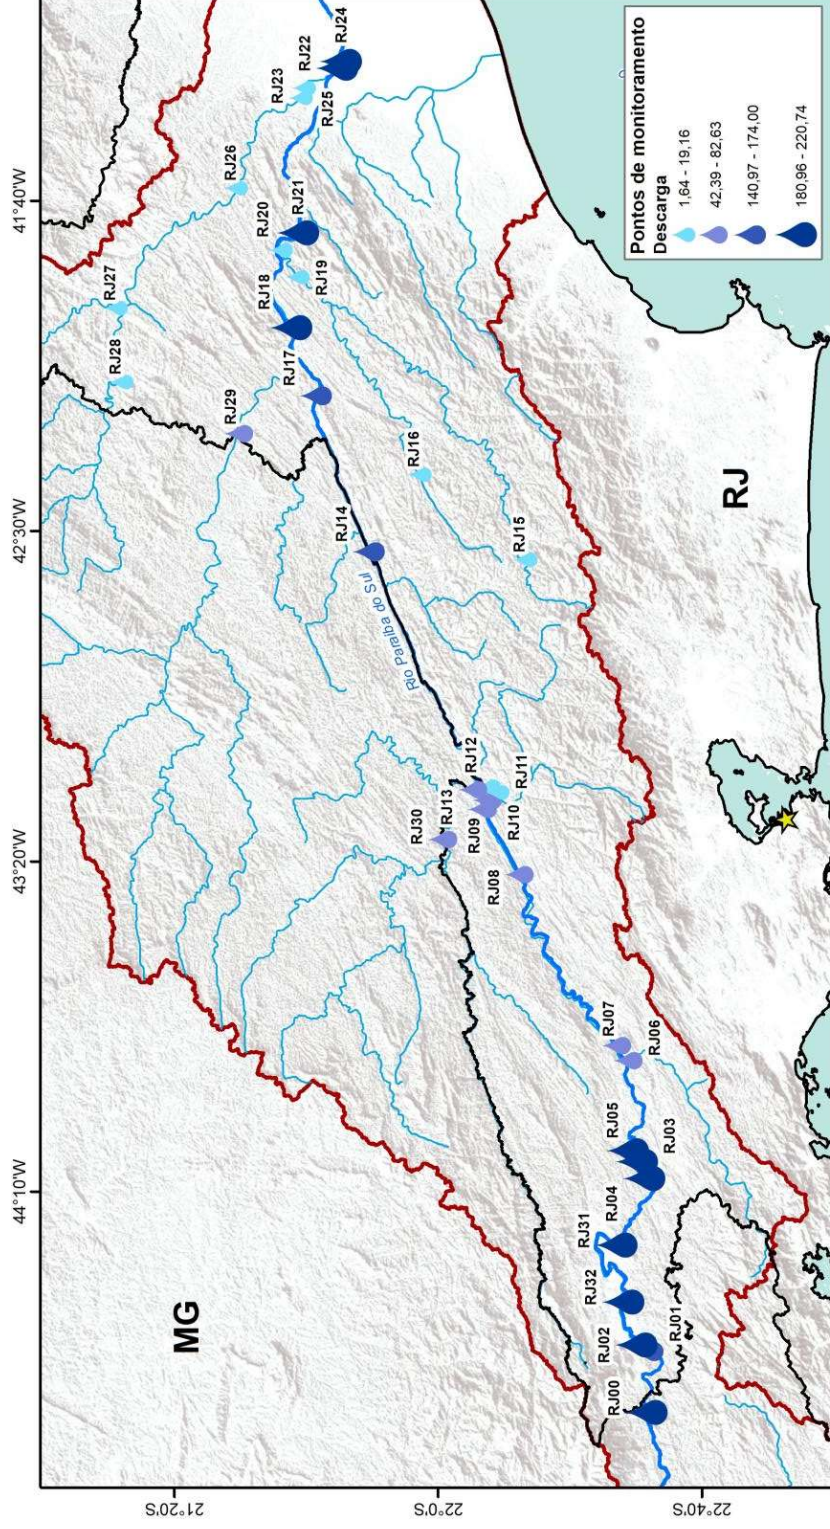 44°10'W
43°20'W
42°30'W
41°40'W
21°20'S
22°0'S
22°40'S
MG
RJ
Rio Paraíba do Sul
RJ00
RJ01
RJ02
RJ32
RJ31
RJ04
RJ03
RJ05
RJ06
RJ07
RJ08
RJ09
RJ10
RJ30
RJ13
RJ12
RJ11
RJ14
RJ15
RJ16
RJ17
RJ18
RJ19
RJ20
RJ21
RJ29
RJ28
RJ27
RJ26
RJ23
RJ25
RJ22
RJ24
Pontos de monitoramento
Descarga
1,64 - 19,16
42,39 - 82,63
140,97 - 174,00
180,96 - 220,74